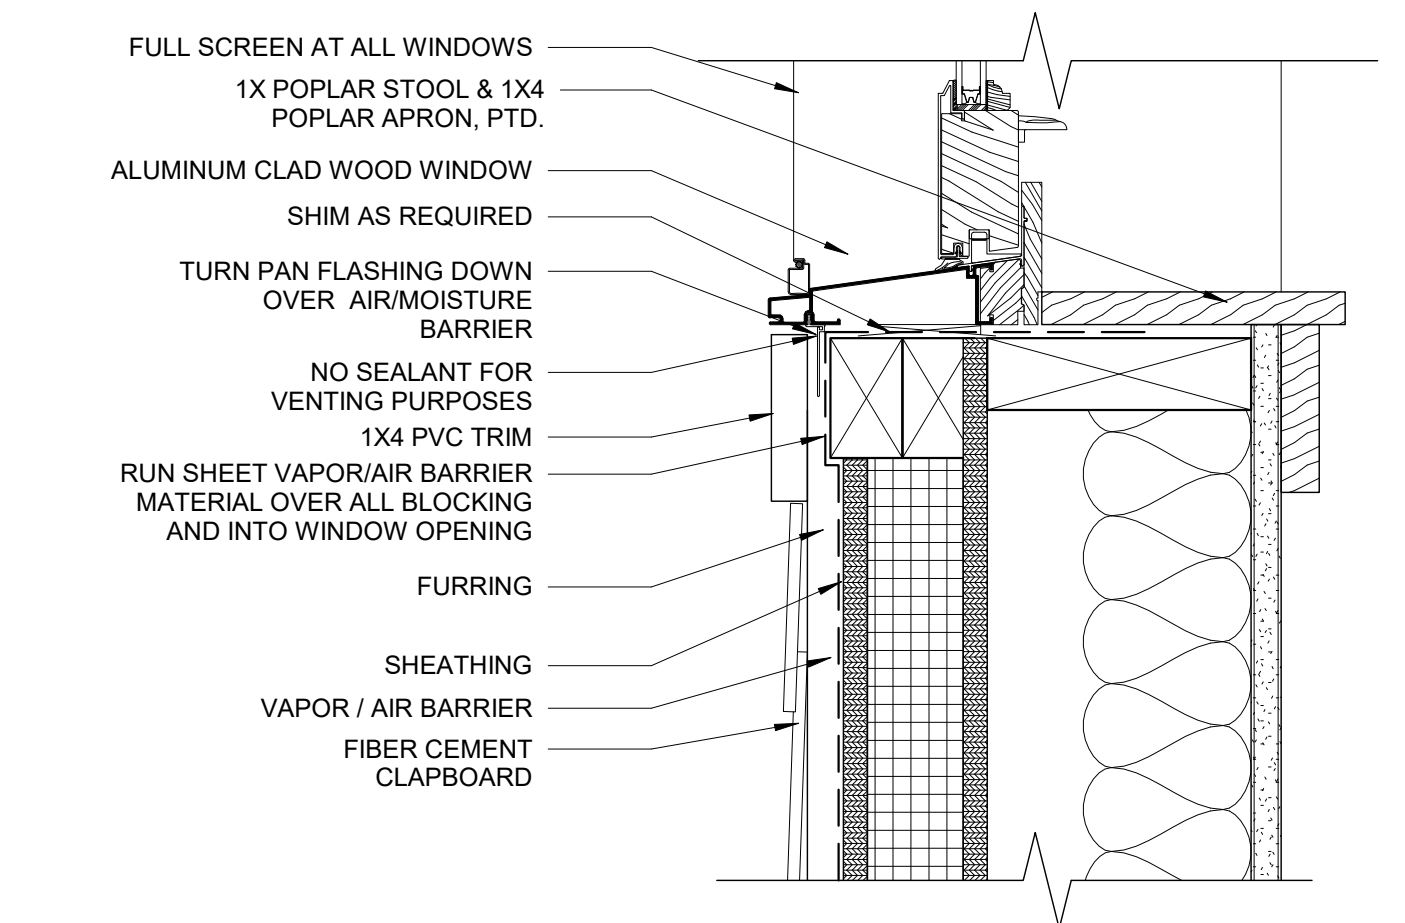 FULL SCREEN AT ALL WINDOWS
1X POPLAR STOOL & 1X4
POPLAR APRON, PTD.
ALUMINUM CLAD WOOD WINDOW
SHIM AS REQUIRED
TURN PAN FLASHING DOWN
OVER AIR/MOISTURE
BARRIER
NO SEALANT FOR
VENTING PURPOSES
1X4 PVC TRIM
RUN SHEET VAPOR/AIR BARRIER
MATERIAL OVER ALL BLOCKING
AND INTO WINDOW OPENING
FURRING
SHEATHING
VAPOR / AIR BARRIER
FIBER CEMENT
CLAPBOARD